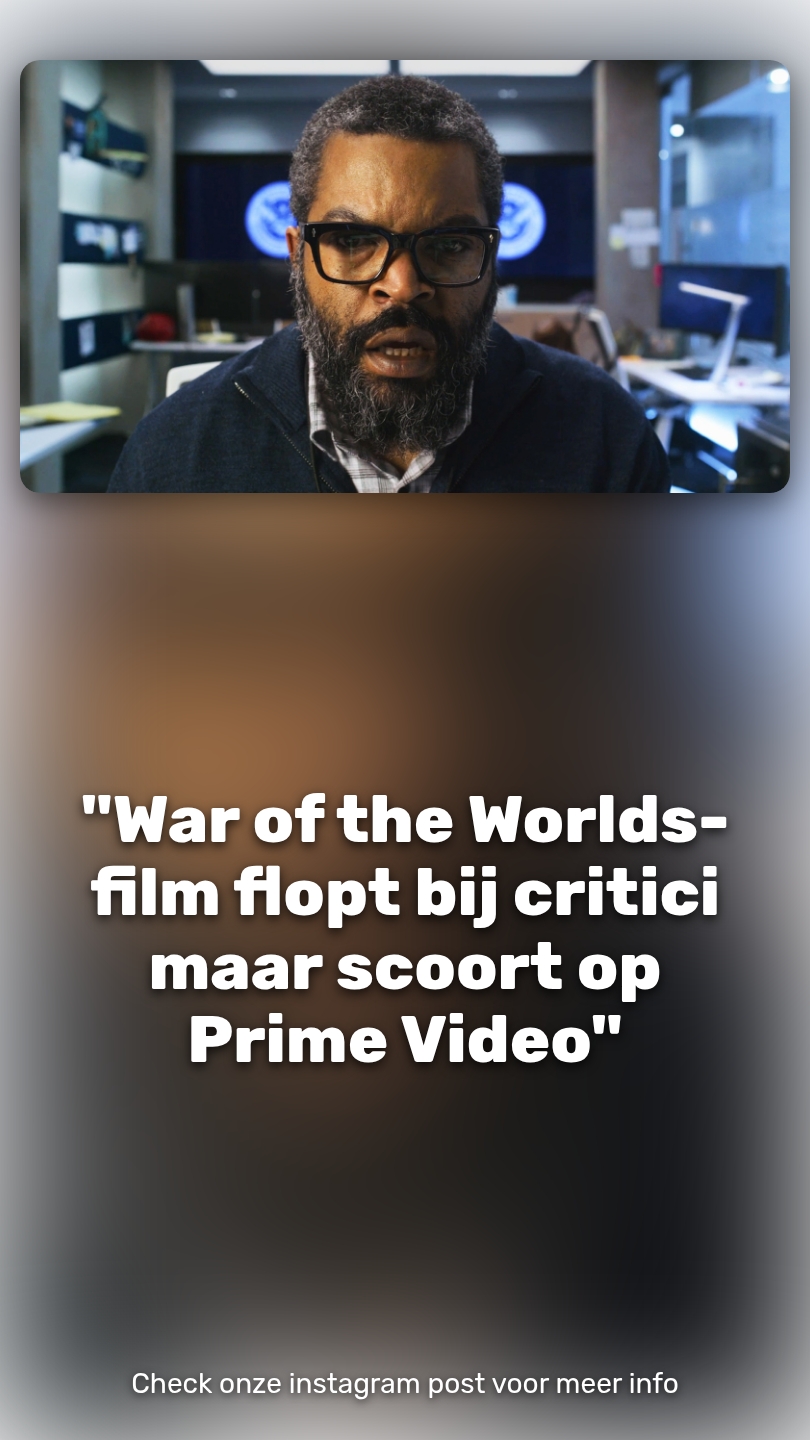 "War of the Worlds-
film flopt bij critici
maar scoort op
Prime Video"
Check onze instagram post voor meer info